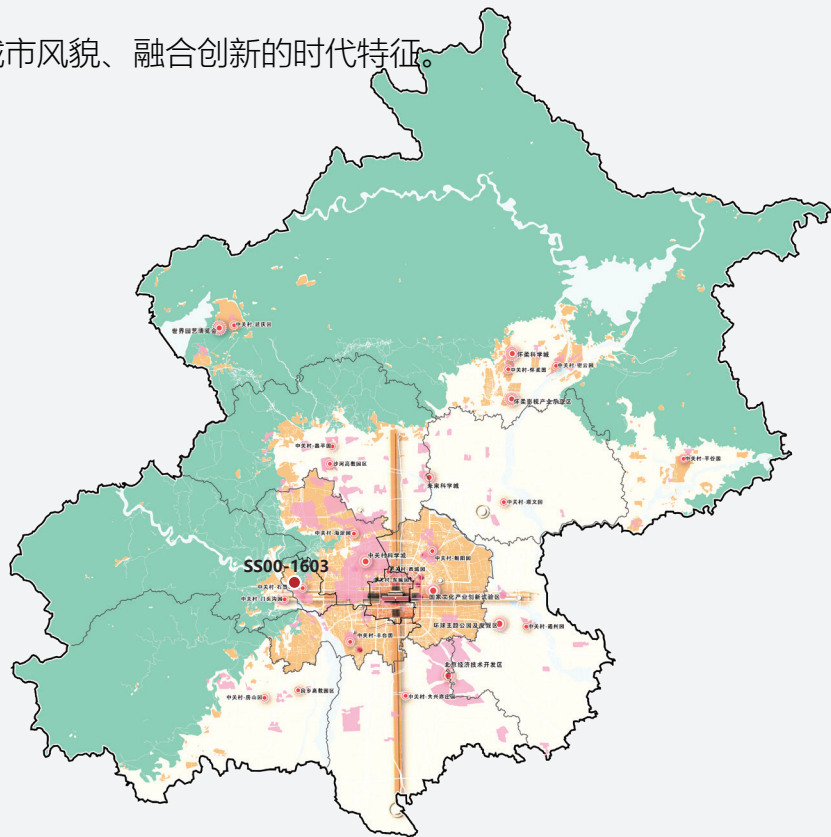 城市风貌、融合创新的时代特征。
世界园艺博览会
中关村-延庆园
怀柔科学城
中关村-怀柔园
中关村-密云园
怀柔影视产业示范区
中关村-昌平园
沙河高教园区
中关村-平谷园
未来科学城
中关村-顺义园
中关村-海淀园
中关村科学城
中关村-朝阳园
SS00-1603
中关村-西城园
中关村-东城园
中关村-石景
中关村-门头沟园
国家文化产业创新试验区
环球主题公园及度假区
中关村-通州园
中关村-丰台园
北京经济技术开发区
良乡高教园区
中关村-房山园
中关村-大兴亦庄园